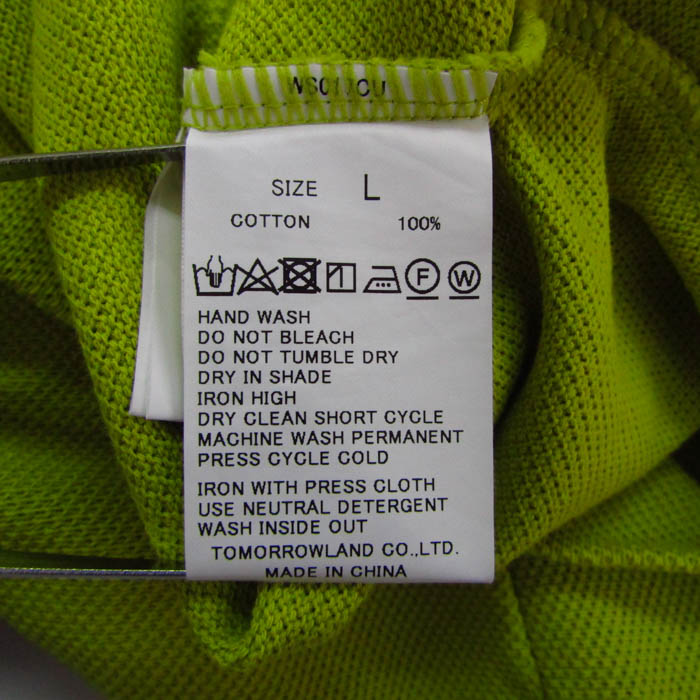 SIZE L
COTTON 100%
F W
HAND WASH
DO NOT BLEACH
DO NOT TUMBLE DRY
DRY IN SHADE
IRON HIGH
DRY CLEAN SHORT CYCLE
MACHINE WASH PERMANENT
PRESS CYCLE COLD
IRON WITH PRESS CLOTH
USE NEUTRAL DETERGENT
WASH INSIDE OUT
TOMORROWLAND CO.,LTD.
MADE IN CHINA